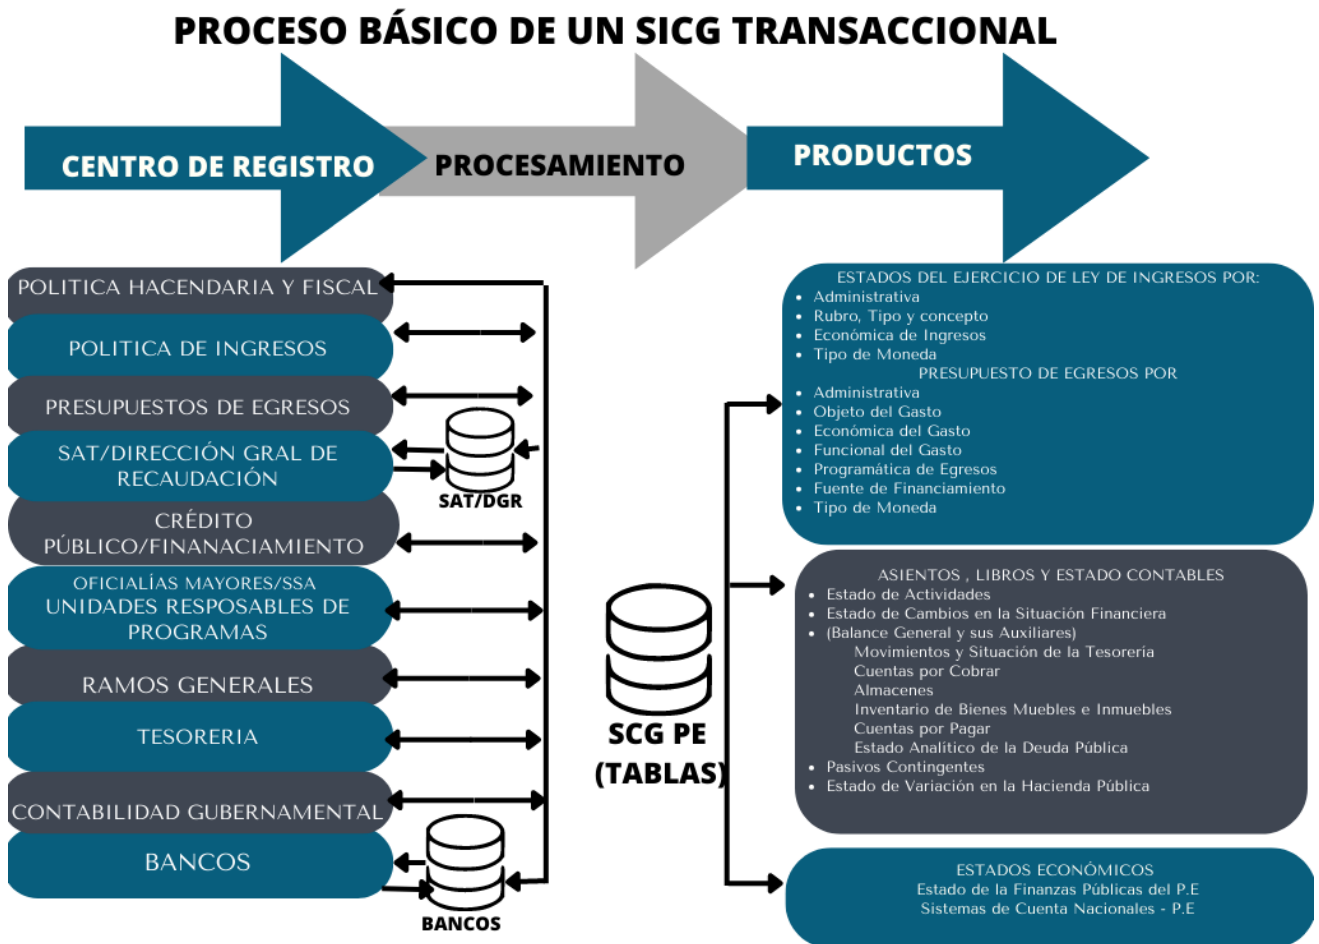 PROCESO BÁSICO DE UN SICG TRANSACCIONAL
CENTRO DE REGISTRO
PROCESAMIENTO
PRODUCTOS
POLITICA HACENDARIA Y FISCAL
POLITICA DE INGRESOS
PRESUPUESTOS DE EGRESOS
SAT/DIRECCIÓN GRAL DE
RECAUDACIÓN
CRÉDITO
PÚBLICO/FINANACIAMIENTO
OFICIALÍAS MAYORES/SSA
UNIDADES RESPOSABLES DE
PROGRAMAS
RAMOS GENERALES
TESORERIA
CONTABILIDAD GUBERNAMENTAL
BANCOS
SAT/DGR
BANCOS
SCG PE
(TABLAS)
ESTADOS DEL EJERCICIO DE LEY DE INGRESOS POR:
• Administrativa
• Rubro, Tipo y concepto
• Económica de Ingresos
• Tipo de Moneda
PRESUPUESTO DE EGRESOS POR
• Administrativa
• Objeto del Gasto
• Económica del Gasto
• Funcional del Gasto
• Programática de Egresos
• Fuente de Financiamiento
• Tipo de Moneda
ASIENTOS , LIBROS Y ESTADO CONTABLES
• Estado de Actividades
• Estado de Cambios en la Situación Financiera
• (Balance General y sus Auxiliares)
Movimientos y Situación de la Tesorería
Cuentas por Cobrar
Almacenes
Inventario de Bienes Muebles e Inmuebles
Cuentas por Pagar
Estado Analítico de la Deuda Pública
• Pasivos Contingentes
• Estado de Variación en la Hacienda Pública
ESTADOS ECONÓMICOS
Estado de la Finanzas Públicas del P.E
Sistemas de Cuenta Nacionales - P.E